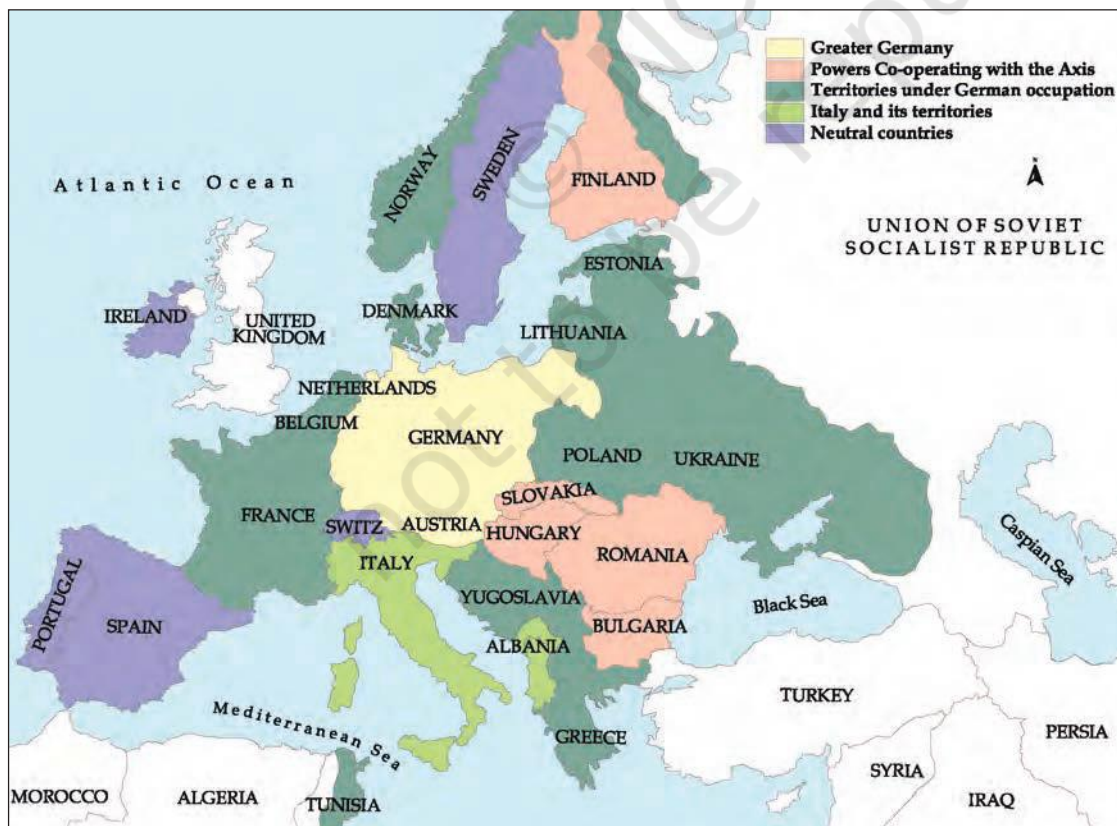 Greater Germany
Powers Co-operating with the Axis
Territories under German occupation
Italy and its territories
Neutral countries
N
UNION OF SOVIET
SOCIALIST REPUBLIC
Atlantic Ocean
NORWAY
SWEDEN
FINLAND
ESTONIA
IRELAND
UNITED
KINGDOM
DENMARK
LITHUANIA
NETHERLANDS
BELGIUM
GERMANY
POLAND
UKRAINE
SLOVAKIA
FRANCE
SWITZ
AUSTRIA
HUNGARY
ITALY
ROMANIA
Caspian Sea
PORTUGAL
SPAIN
YUGOSLAVIA
Black Sea
BULGARIA
ALBANIA
TURKEY
Mediterranean Sea
GREECE
PERSIA
SYRIA
IRAQ
MOROCCO
ALGERIA
TUNISIA
not to be